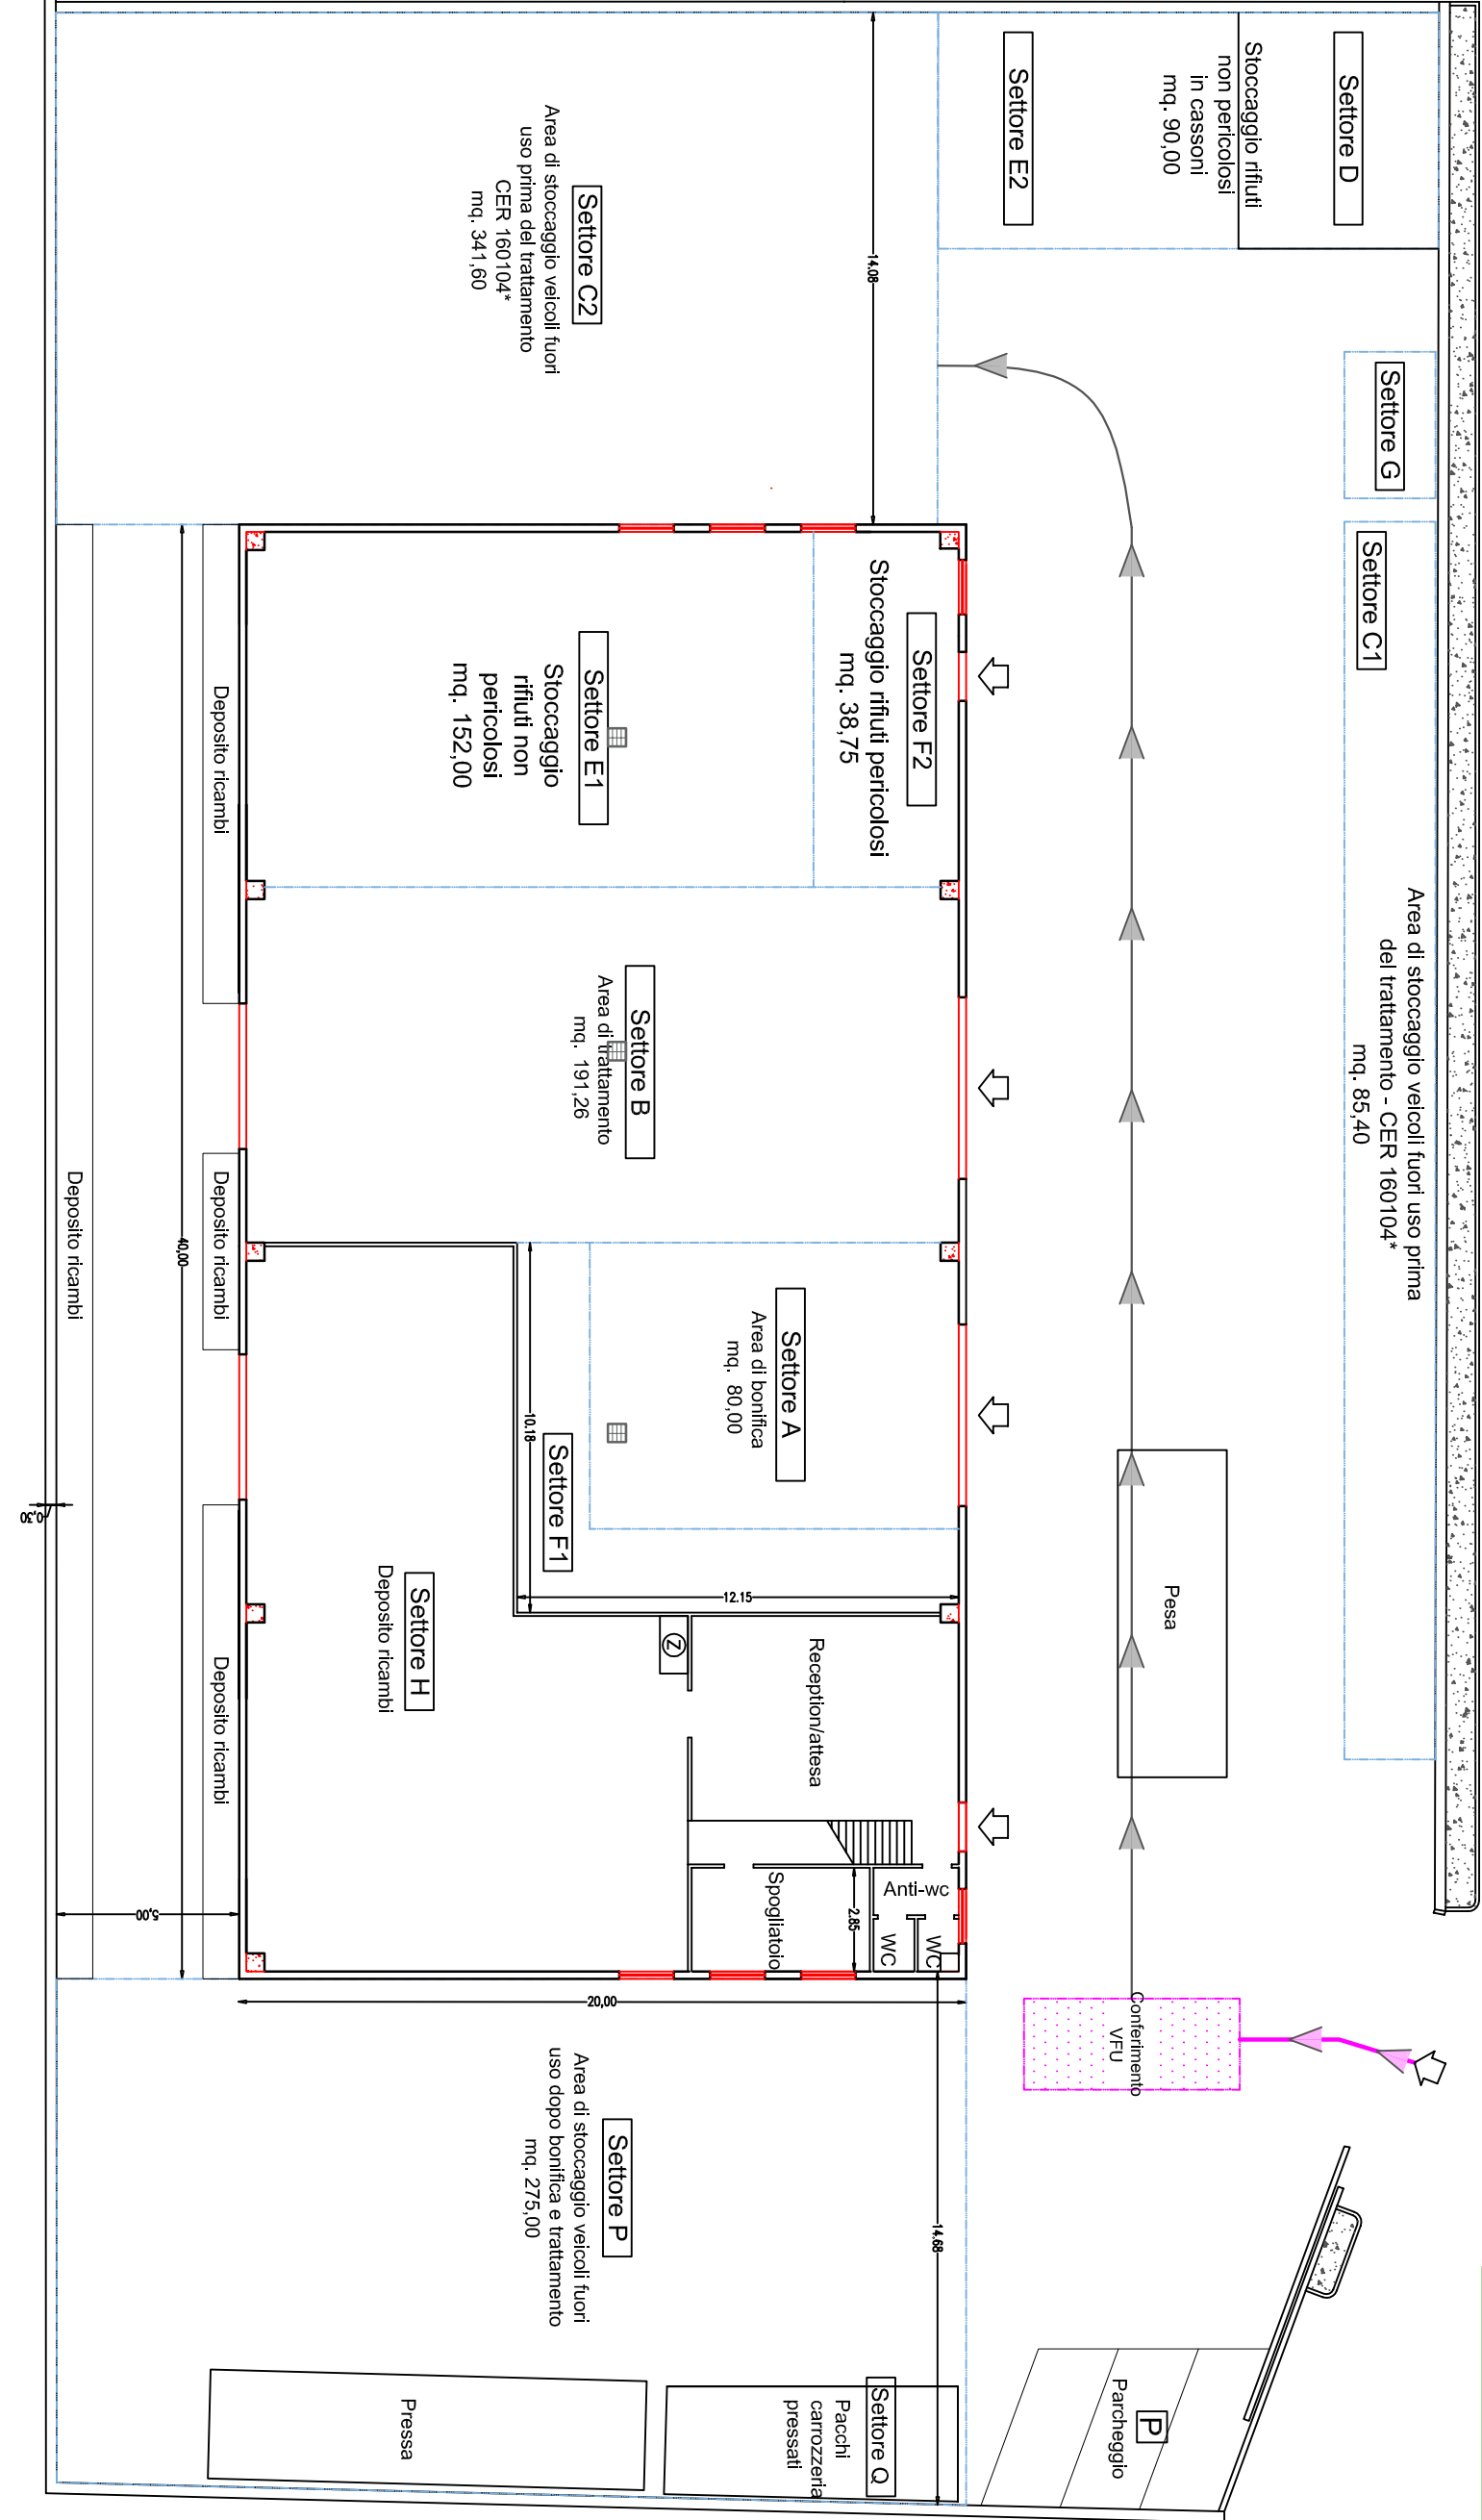 Settore D
Stoccaggio rifiuti
non pericolosi
in cassoni
mq. 90,00
Settore E2
Settore G
Settore C1
Area di stoccaggio veicoli fuori uso prima
del trattamento - CER 160104*
mq. 85,40
14.08
Settore C2
Area di stoccaggio veicoli fuori
uso prima del trattamento
CER 160104*
mq. 341,60
Settore F2
Stoccaggio rifiuti pericolosi
mq. 38,75
Settore E1
Stoccaggio
rifiuti non
pericolosi
mq. 152,00
Deposito ricambi
Settore B
Area di trattamento
mq. 191,26
Deposito ricambi
Deposito ricambi
40,00
Settore A
Area di bonifica
mq. 80,00
10.18
Settore F1
12.15
Pesa
Settore H
Deposito ricambi
Z
Reception/attesa
Anti-wc
WC
WC
2.85
Spogliatoio
Deposito ricambi
0,30
5,00
20,00
Conferimento
VFU
14.68
Settore P
Area di stoccaggio veicoli fuori
uso dopo bonifica e trattamento
mq. 275,00
P
Parcheggio
Settore Q
Pacchi
carrozzeria
pressati
Pressa